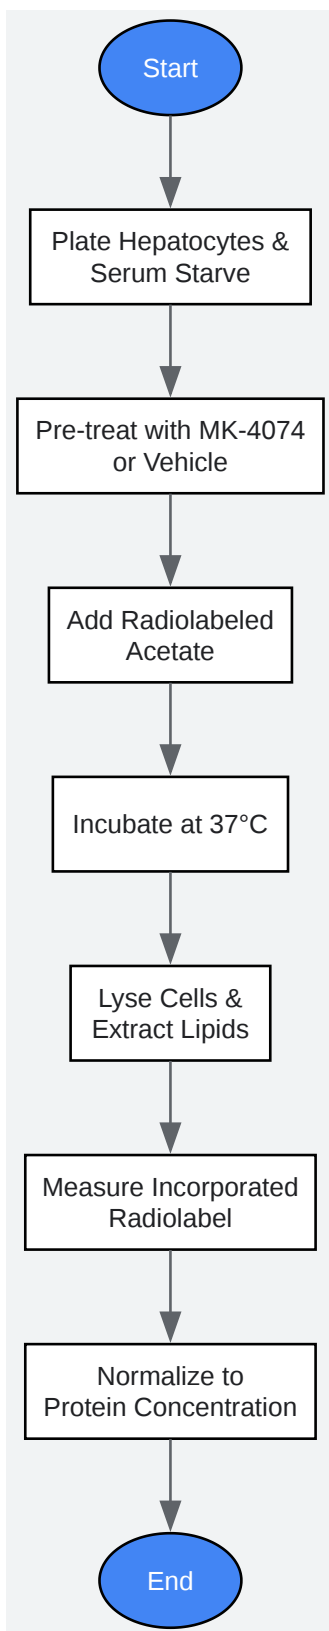 Start
Plate Hepatocytes &
Serum Starve
Pre-treat with MK-4074
or Vehicle
Add Radiolabeled
Acetate
Incubate at 37°C
Lyse Cells &
Extract Lipids
Measure Incorporated
Radiolabel
Normalize to
Protein Concentration
End